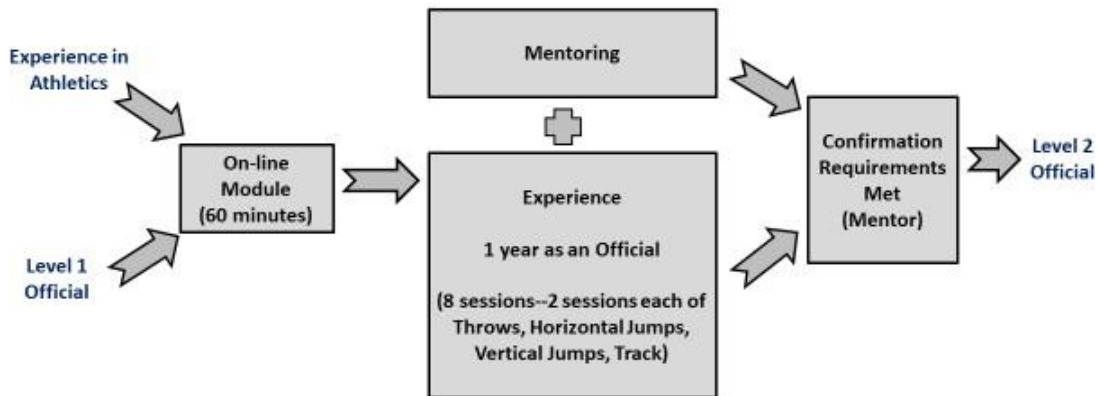 Experience in
Athletics
Level 1
Official
On-line
Module
(60 minutes)
Mentoring
Experience
1 year as an Official
(8 sessions--2 sessions each of
Throws, Horizontal Jumps,
Vertical Jumps, Track)
Confirmation
Requirements
Met
(Mentor)
Level 2
Official